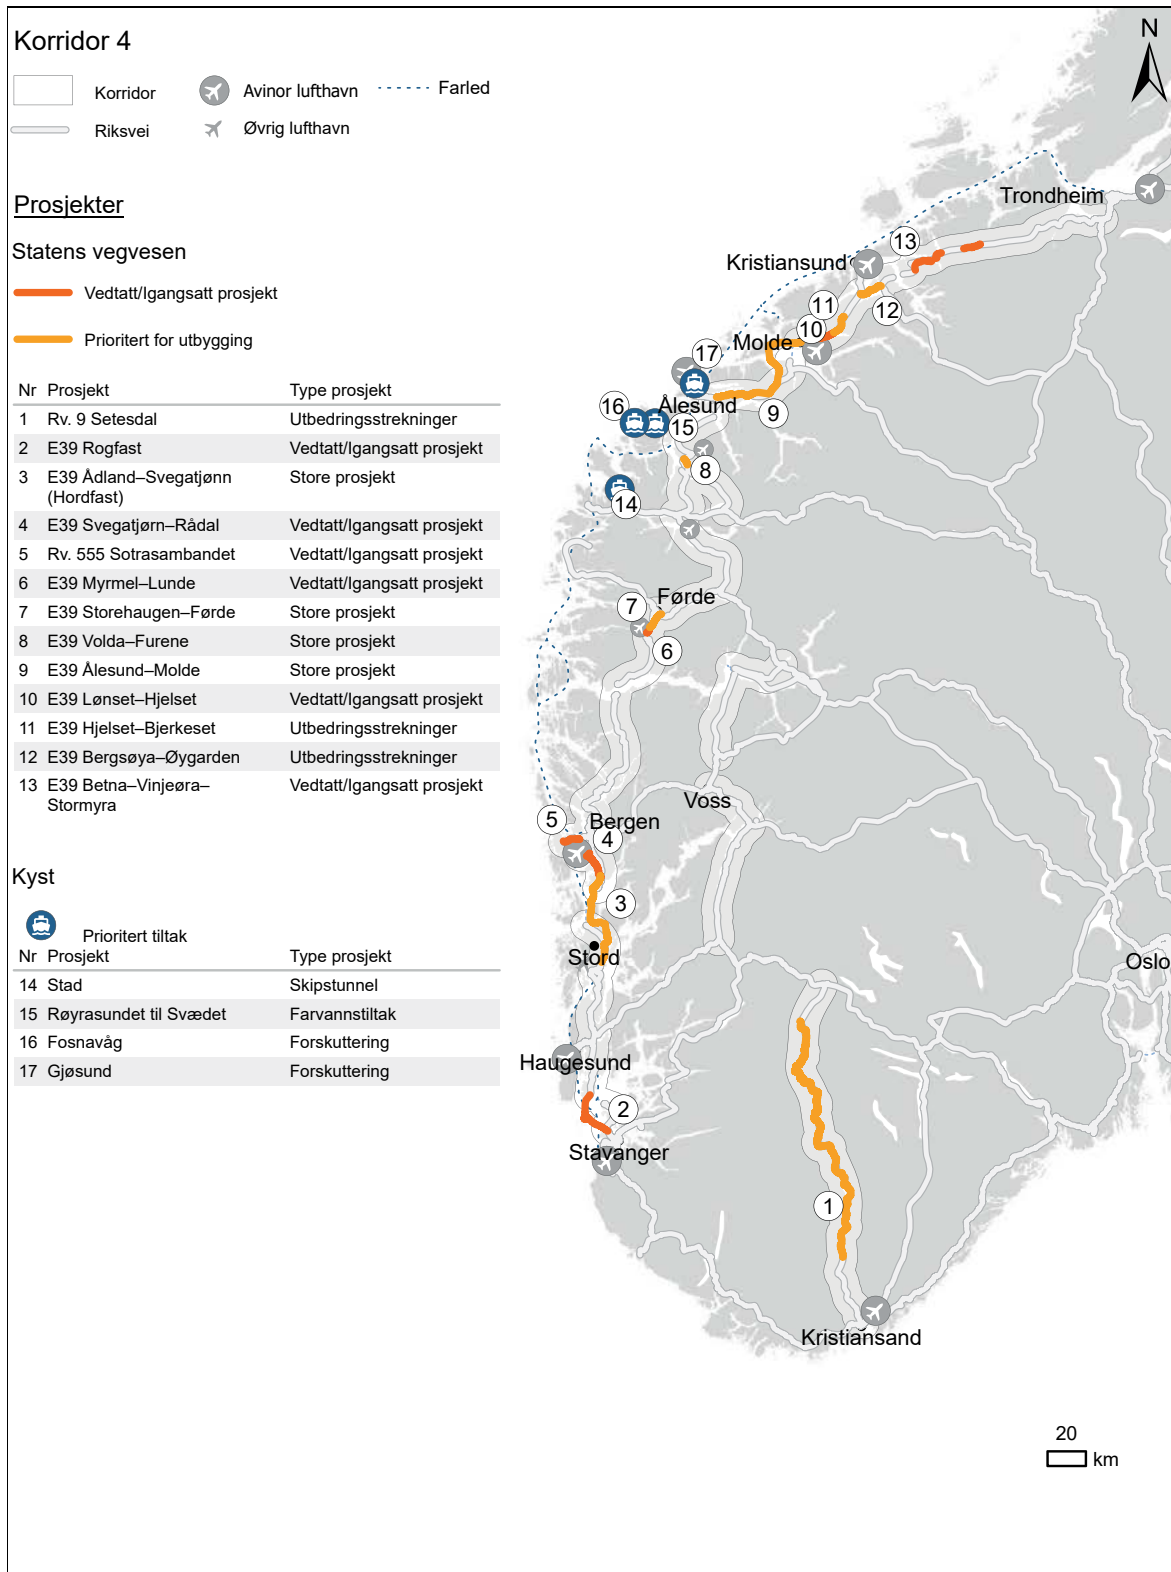 Korridor 4
Korridor
Avinor lufthavn
Farled
Riksvei
Øvrig lufthavn
Prosjekter
Statens vegvesen
Vedtatt/Igangsatt prosjekt
Prioritert for utbygging
Nr Prosjekt Type prosjekt
1 Rv. 9 Setesdal Utbedringsstrekninger
2 E39 Rogfast Vedtatt/Igangsatt prosjekt
3 E39 Ådland–Svegatjønn Store prosjekt
(Hordfast)
4 E39 Svegatjørn–Rådal Vedtatt/Igangsatt prosjekt
5 Rv. 555 Sotrasambandet Vedtatt/Igangsatt prosjekt
6 E39 Myrmel–Lunde Vedtatt/Igangsatt prosjekt
7 E39 Storehaugen–Førde Store prosjekt
8 E39 Volda–Furene Store prosjekt
9 E39 Ålesund–Molde Store prosjekt
10 E39 Lønset–Hjelset Vedtatt/Igangsatt prosjekt
11 E39 Hjelset–Bjerkeset Utbedringsstrekninger
12 E39 Bergsøya–Øygarden Utbedringsstrekninger
13 E39 Betna–Vinjeøra– Vedtatt/Igangsatt prosjekt
Stormyra
Kyst
Prioritert tiltak
Nr Prosjekt Type prosjekt
14 Stad Skipstunnel
15 Røyrasundet til Svædet Farvannstiltak
16 Fosnavåg Forskuttering
17 Gjøsund Forskuttering
N
Trondheim
13
Kristiansund
12
11
10
Molde
17
16
Ålesund
15
9
8
14
Førde
7
6
Voss
5
Bergen
4
3
Stord
Oslo
Haugesund
2
Stavanger
1
Kristiansand
20
km